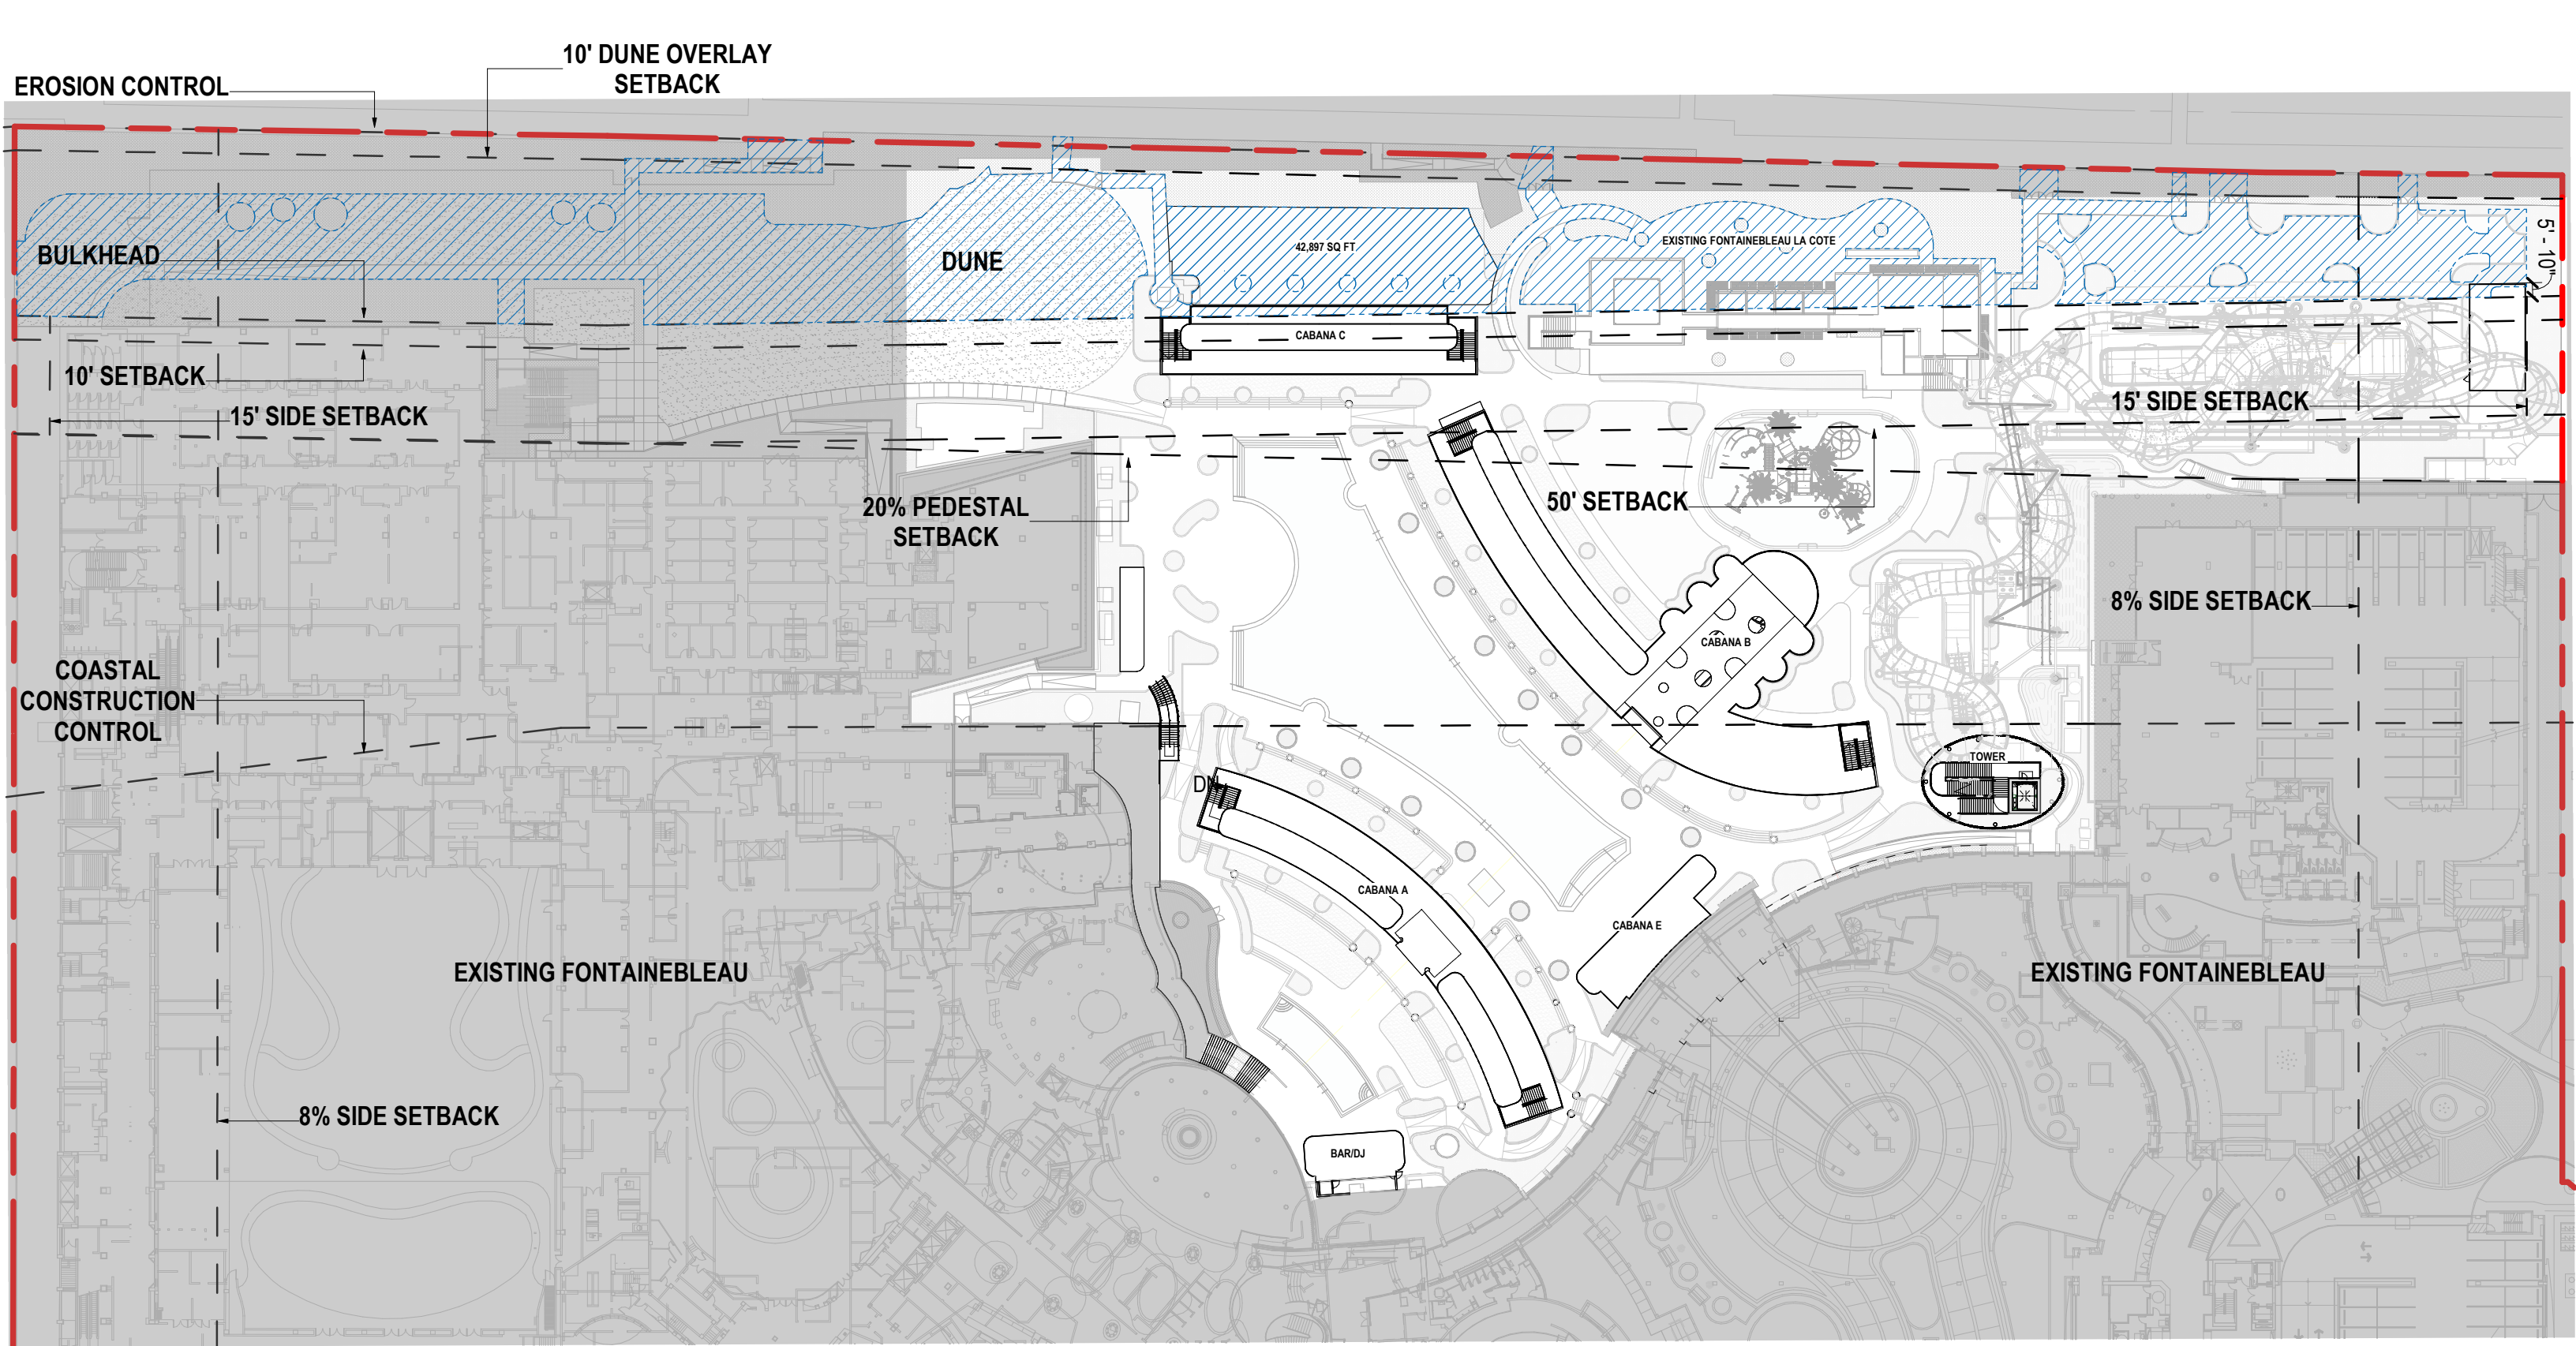 10' DUNE OVERLAY
SETBACK
EROSION CONTROL
5' - 10"
42,897 SQ FT
EXISTING FONTAINEBLEAU LA COTE
BULKHEAD
DUNE
CABANA C
10' SETBACK
15' SIDE SETBACK
15' SIDE SETBACK
20% PEDESTAL
SETBACK
50' SETBACK
8% SIDE SETBACK
CABANA B
COASTAL
CONSTRUCTION
CONTROL
TOWER
DN
CABANA A
CABANA E
EXISTING FONTAINEBLEAU
EXISTING FONTAINEBLEAU
8% SIDE SETBACK
BAR/DJ